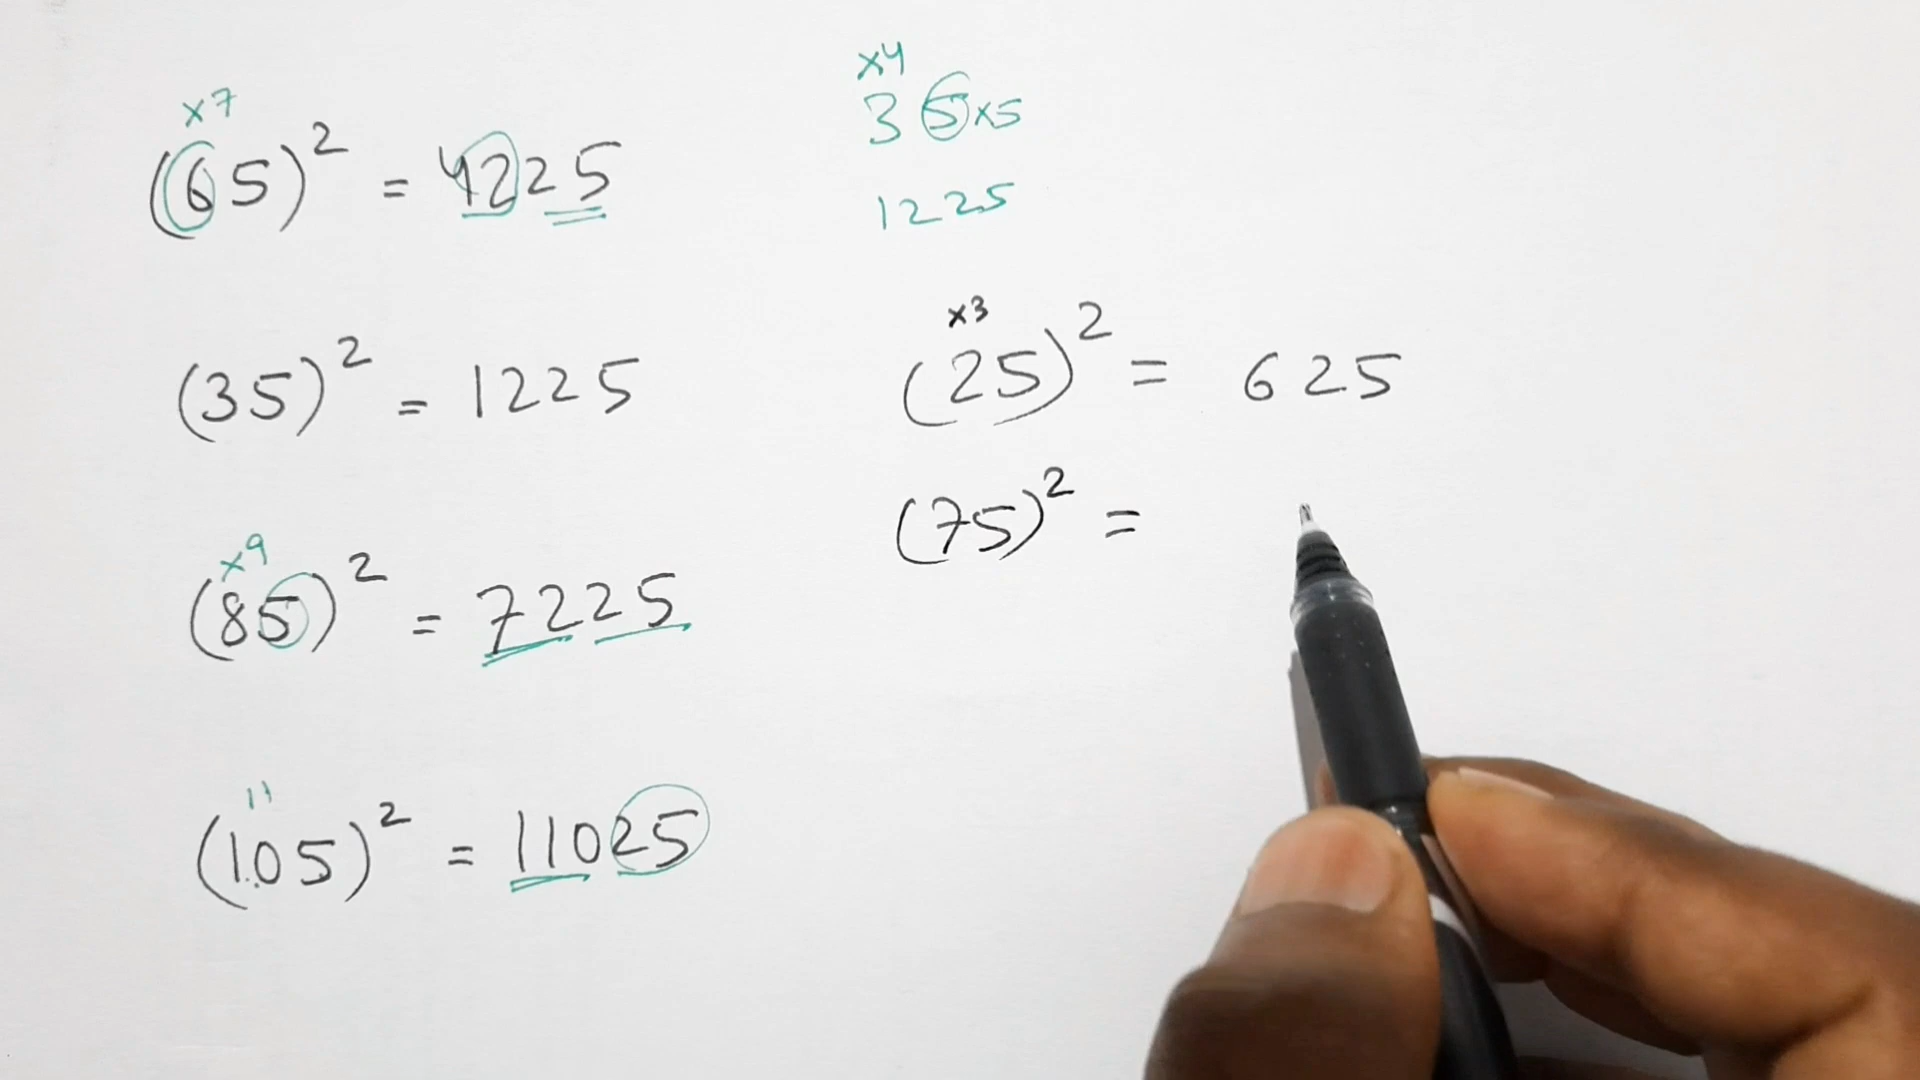 x7
(65)² = 4225
(35)² = 1225
x9
(85)² = 7225
11
(105)² = 11025
x4
35x5
1225
x3
(25)² = 625
(75)² =